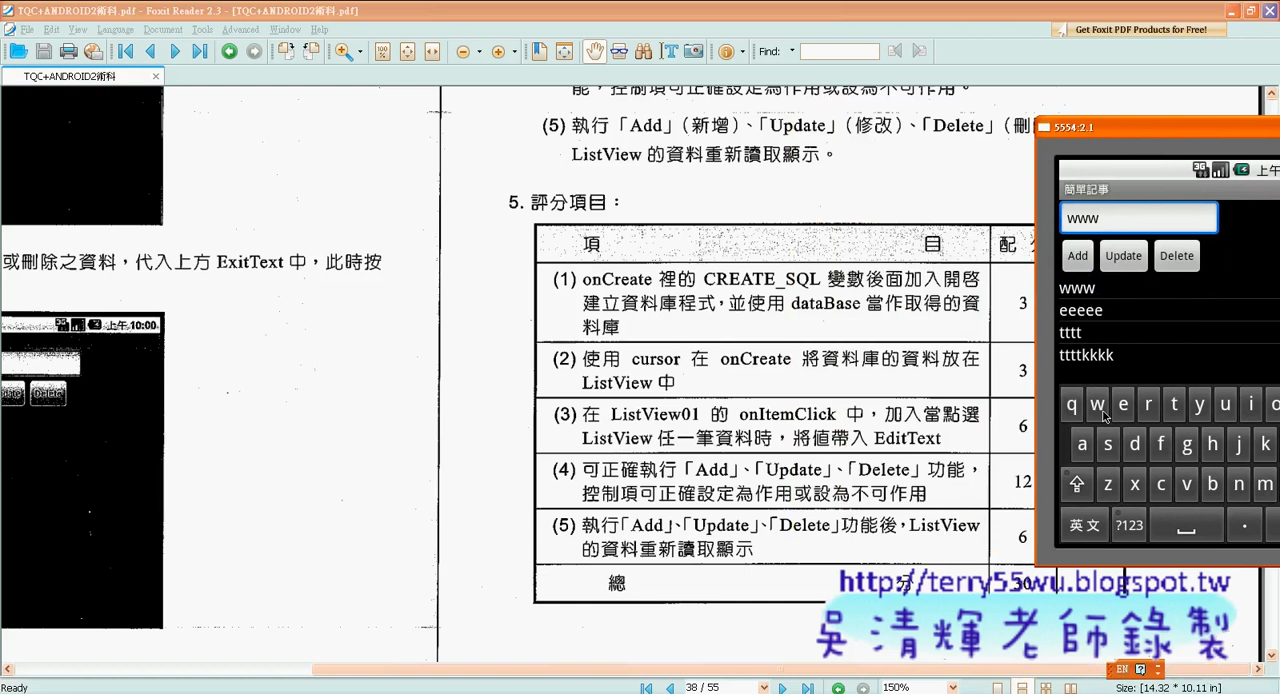 TQC+ANDROID2術科.pdf - Foxit Reader 2.3 - [TQC+ANDROID2術科.pdf]
File Edit View Language Document Tools Advanced Window Help
Get Foxit PDF Products for Free!
Find:
TQC+ANDROID2術科
能，控制項可正確設定為作用或設為不可作用。
(5) 執行「Add」(新增)、「Update」(修改)、「Delete」(刪
ListView 的資料重新讀取顯示。
5. 評分項目：
項 目 配
(1) onCreate 裡的 CREATE_SQL 變數後面加入開啓
建立資料庫程式，並使用 dataBase 當作取得的資
料庫
3
(2) 使用 cursor 在 onCreate 將資料庫的資料放在
ListView 中
3
(3) 在 ListView01 的 onItemClick 中，加入當點選
ListView 任一筆資料時，將值帶入 EditText
6
(4) 可正確執行「Add」、「Update」、「Delete」功能，
控制項可正確設定為作用或設為不可作用
12
(5) 執行「Add」、「Update」、「Delete」功能後，ListView
的資料重新讀取顯示
6
總 分 30
或刪除之資料，代入上方 ExitText 中，此時按
上午 10:00
Delete
5554:2.1
上午
簡單記事
www
Add Update Delete
www
eeeee
tttt
ttttkkkk
q w e r t y u i o
a s d f g h j k
z x c v b n m
英文 ?123 .
http://terry55wu.blogspot.tw
吳清輝老師錄製
EN
Ready
38 / 55
150%
Size: [14.32 * 10.11 in]